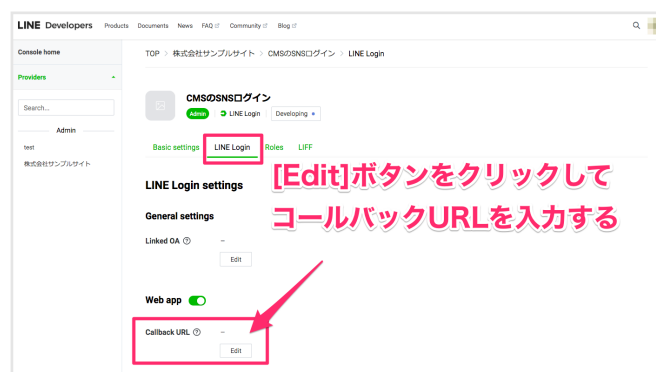 LINE Developers Products Documents News FAQ Community Blog
Console home
TOP > 株式会社サンプルサイト > CMSのSNSログイン > LINE Login
Providers
CMSのSNSログイン
Admin LINE Login Developing
Search...
Admin
test
株式会社サンプルサイト
Basic settings LINE Login Roles LIFF
[Edit]ボタンをクリックして
コールバックURLを入力する
LINE Login settings
General settings
Linked OA ? –
Edit
Web app
Callback URL ? –
Edit